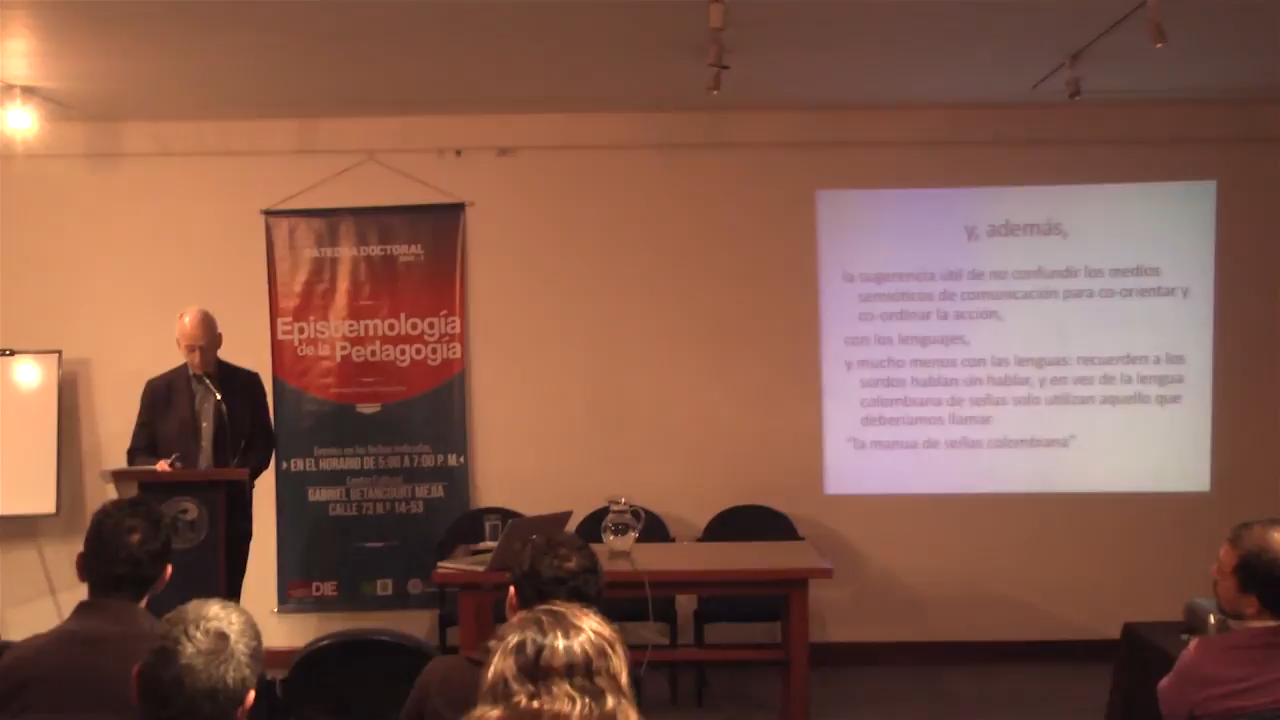 CÁTEDRA DOCTORAL
Epistemología
de la Pedagogía
Eventos en las fechas indicadas,
EN EL HORARIO DE 5:00 A 7:00 P. M.
Centro Cultural
GABRIEL BETANCOURT MEJÍA
CALLE 73 N.º 14-53
DIE
y, además,
la sugerencia útil de no confundir los medios
semióticos de comunicación para co-orientar y
co-ordinar la acción,
con los lenguajes,
y mucho menos con las lenguas: recuerden a los
sordos hablan sin hablar, y en vez de la lengua
colombiana de señas solo utilizan aquello que
deberíamos llamar
"la manua de señas colombiana"